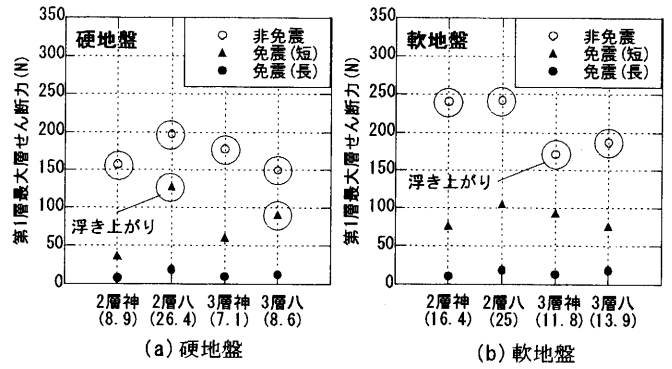 350
300
250
200
150
100
50
0
第1層最大層せん断力(N)
硬地盤
非免震
免震(短)
免震(長)
浮き上がり
2層神 2層八 3層神 3層八
(8.9) (26.4) (7.1) (8.6)
(a)硬地盤
350
300
250
200
150
100
50
0
第1層最大層せん断力(N)
軟地盤
非免震
免震(短)
免震(長)
浮き上がり
2層神 2層八 3層神 3層八
(16.4) (25) (11.8) (13.9)
(b)軟地盤